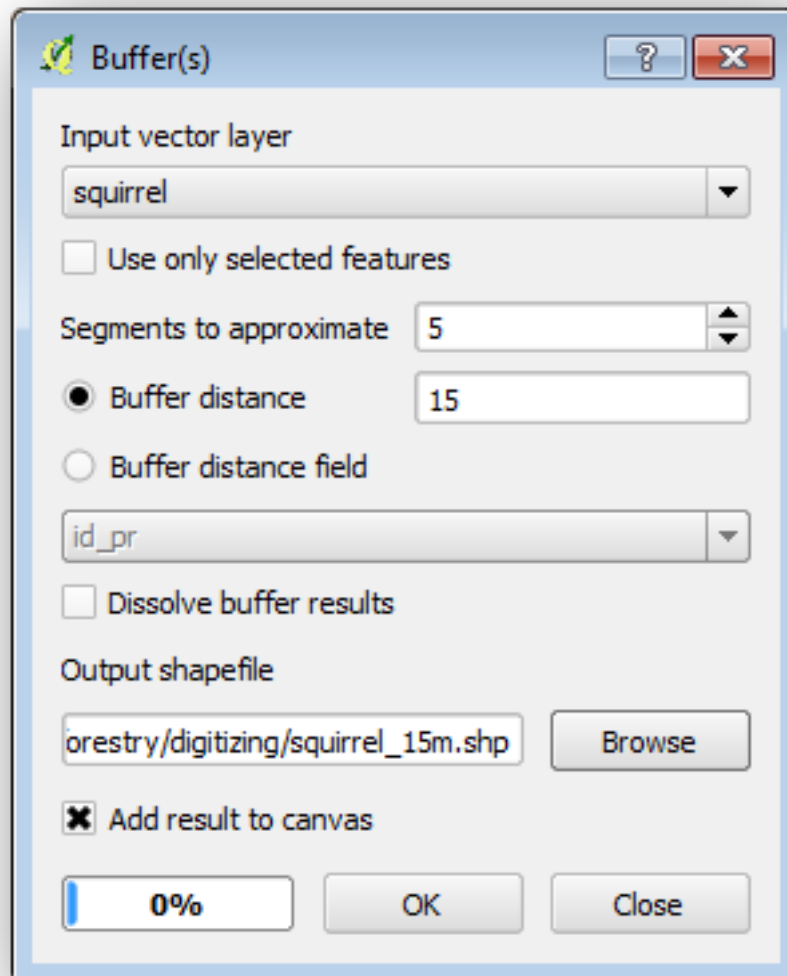 Buffer(s)
Input vector layer
squirrel
Use only selected features
Segments to approximate 5
Buffer distance 15
Buffer distance field
id_pr
Dissolve buffer results
Output shapefile
orestry/digitizing/squirrel_15m.shp Browse
Add result to canvas
0% OK Close